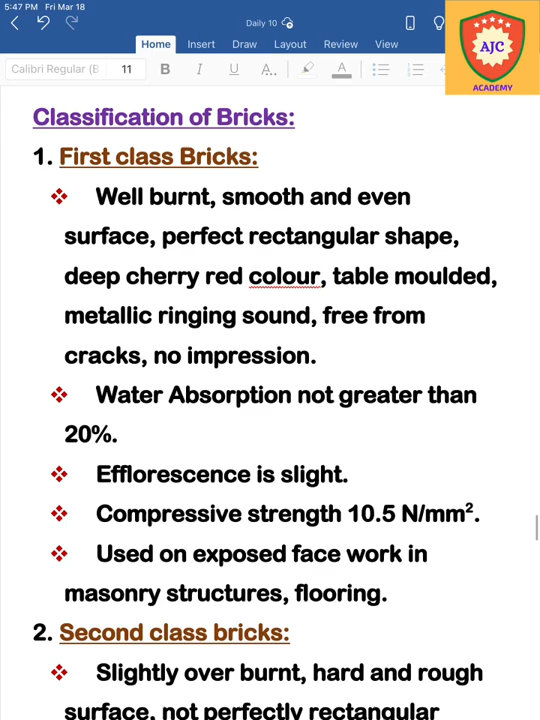 5:47 PM Fri Mar 18
Daily 10
Home Insert Draw Layout Review View
Calibri Regular (B 11 B I U A..
AJC
ACADEMY
Classification of Bricks:
1. First class Bricks:
❖ Well burnt, smooth and even
surface, perfect rectangular shape,
deep cherry red colour, table moulded,
metallic ringing sound, free from
cracks, no impression.
❖ Water Absorption not greater than
20%.
❖ Efflorescence is slight.
❖ Compressive strength 10.5 N/mm².
❖ Used on exposed face work in
masonry structures, flooring.
2. Second class bricks:
❖ Slightly over burnt, hard and rough
surface, not perfectly rectangular